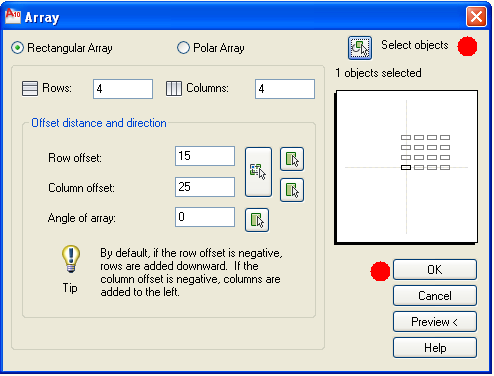 A10 Array
Rectangular Array
Polar Array
Select objects
1 objects selected
Rows: 4
Columns: 4
Offset distance and direction
Row offset: 15
Column offset: 25
Angle of array: 0
By default, if the row offset is negative,
rows are added downward. If the
column offset is negative, columns are
added to the left.
Tip
OK
Cancel
Preview <
Help